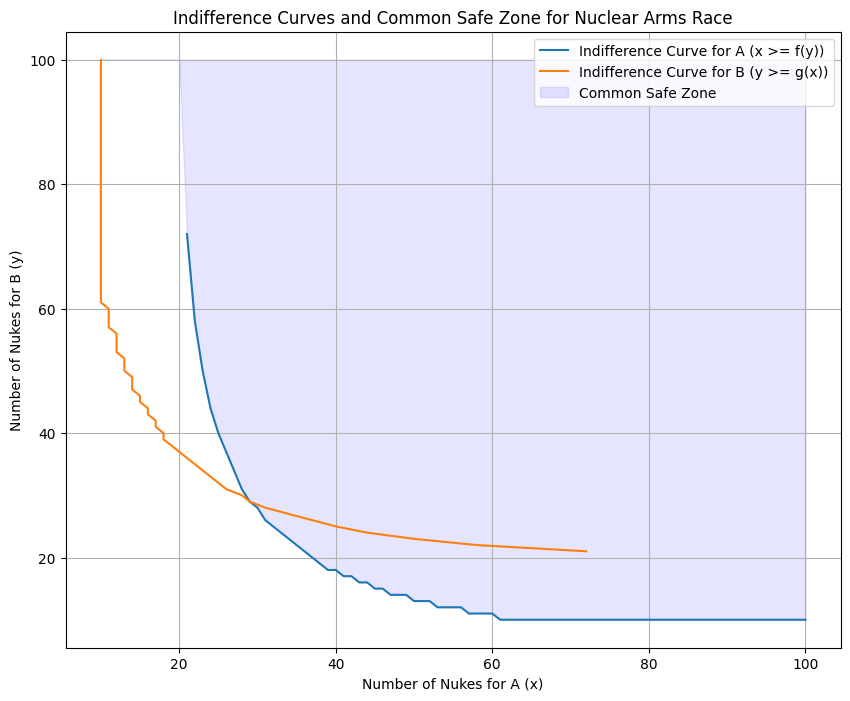 Indifference Curves and Common Safe Zone for Nuclear Arms Race
Indifference Curve for A (x >= f(y))
Indifference Curve for B (y >= g(x))
Common Safe Zone
Number of Nukes for B (y)
100
80
60
40
20
20
40
60
80
100
Number of Nukes for A (x)